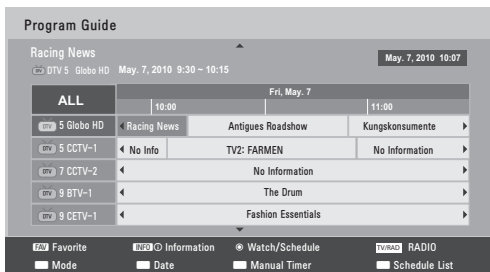 Program Guide
Racing News
DTV 5 Globo HD May. 7, 2010 9:30 ~ 10:15
May. 7, 2010 10:07
ALL
Fri, May. 7
10:00 11:00
DTV 5 Globo HD Racing News Antigues Roadshow Kungskonsumente
DTV 5 CCTV-1 No Info TV2: FARMEN No Information
DTV 7 CCTV-2 No Information
DTV 9 BTV-1 The Drum
DTV 9 CETV-1 Fashion Essentials
FAV Favorite INFO ⓘ Information ◉ Watch/Schedule TV/RAD RADIO
Mode Date Manual Timer Schedule List